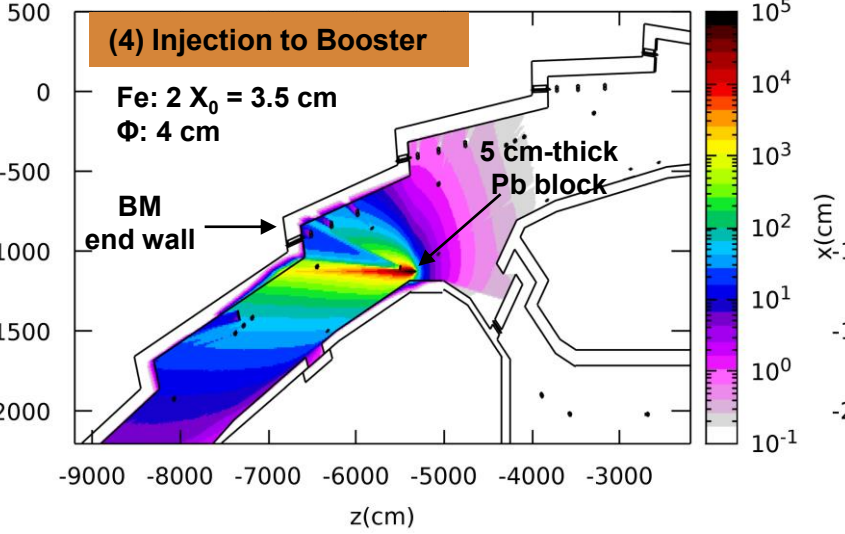 (4) Injection to Booster
Fe: 2 X0 = 3.5 cm
Φ: 4 cm
5 cm-thick
Pb block
BM
end wall
500
0
-500
1000
1500
2000
-9000 -8000 -7000 -6000 -5000 -4000 -3000
z(cm)
10^5
10^4
10^3
10^2
10^1
10^0
10^-1
x(cm)